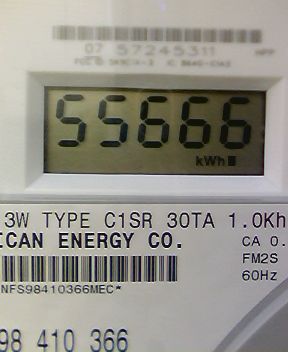 07 57245311
55666
kWh
3W TYPE C1SR 30TA 1.0Kh
ICAN ENERGY CO.
CA 0.
FM2S
60Hz
NFS98410366MEC*
98 410 366